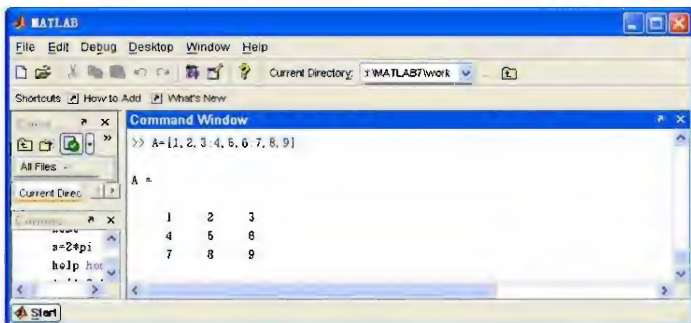 MATLAB
File Edit Debug Desktop Window Help
Current Directory: \MATLAB7\work
Shortcuts How to Add What's New
Command Window
>> A=[1,2,3;4,5,6;7,8,9]
All Files
Current Direc
A =
1 2 3
4 5 6
7 8 9
a=2*pi
help
Start